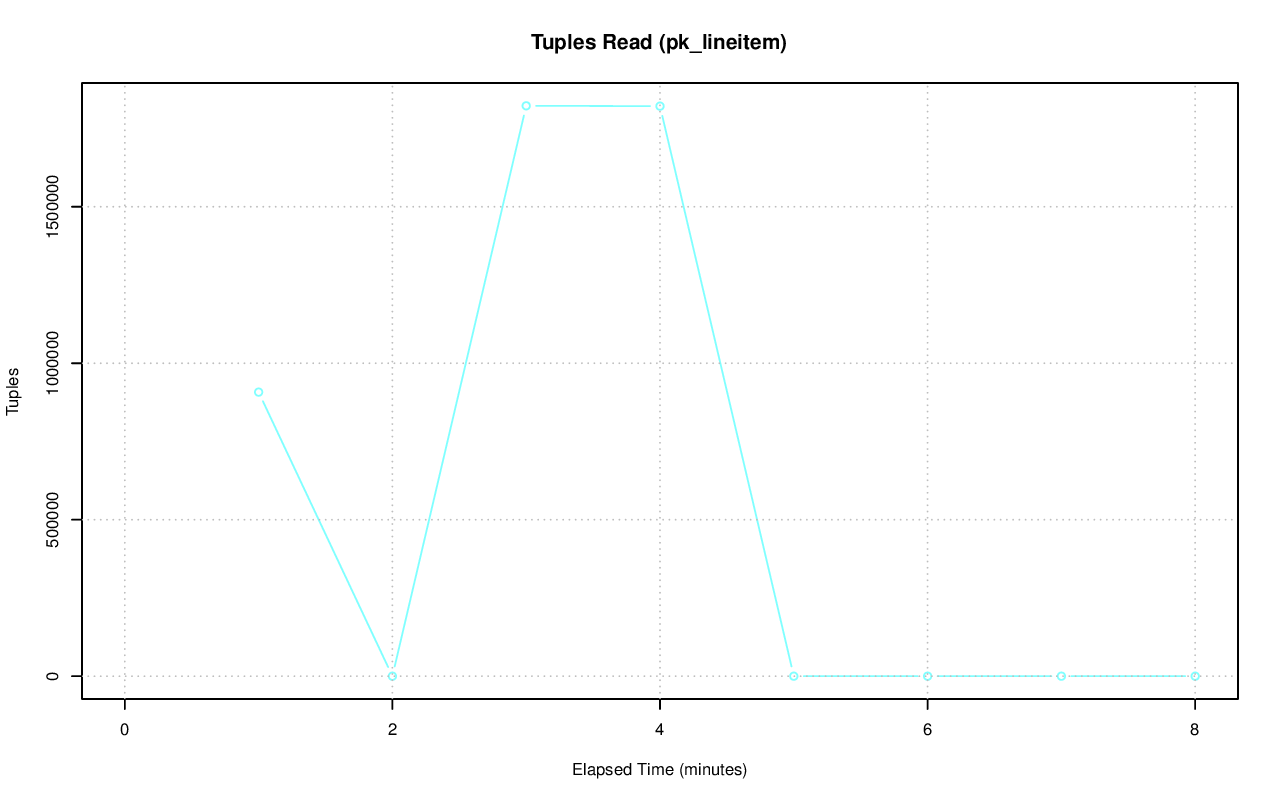 Tuples Read (pk_lineitem)
Tuples
1500000
1000000
500000
0
0 2 4 6 8
Elapsed Time (minutes)